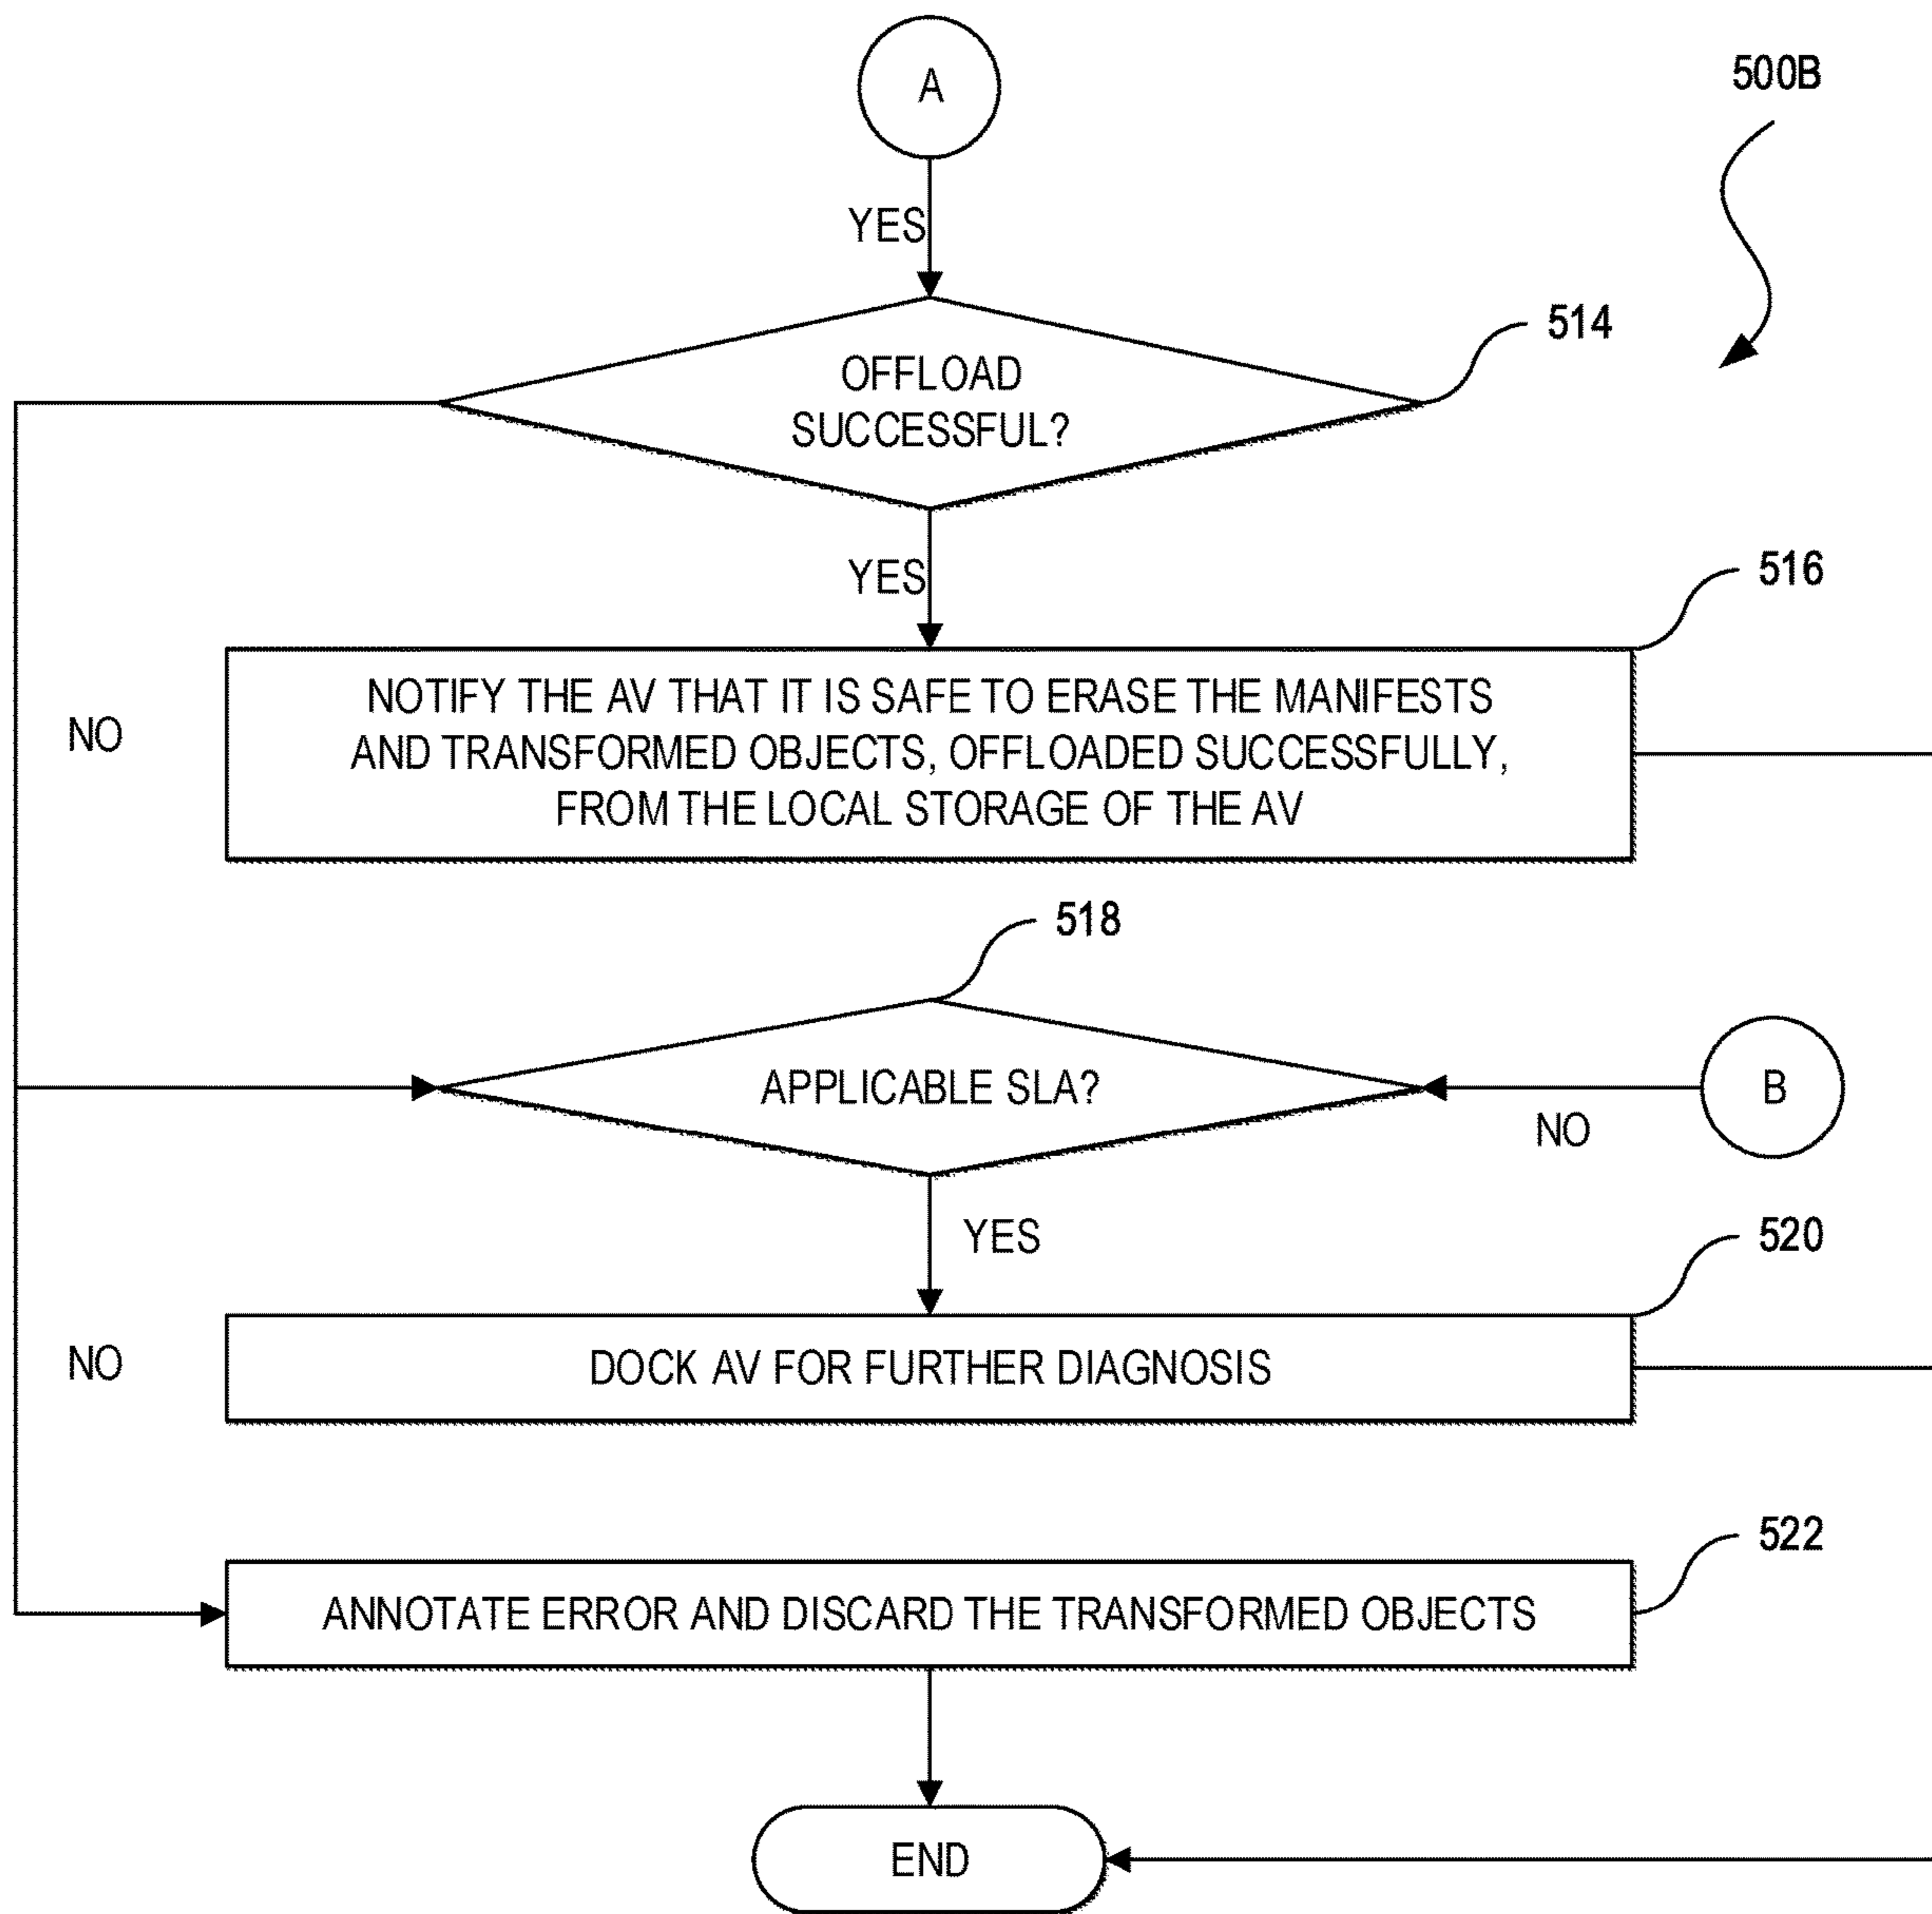 A
500B
YES
514
OFFLOAD
SUCCESSFUL?
YES
516
NOTIFY THE AV THAT IT IS SAFE TO ERASE THE MANIFESTS
AND TRANSFORMED OBJECTS, OFFLOADED SUCCESSFULLY,
FROM THE LOCAL STORAGE OF THE AV
NO
518
APPLICABLE SLA?
B
NO
YES
520
DOCK AV FOR FURTHER DIAGNOSIS
NO
522
ANNOTATE ERROR AND DISCARD THE TRANSFORMED OBJECTS
END